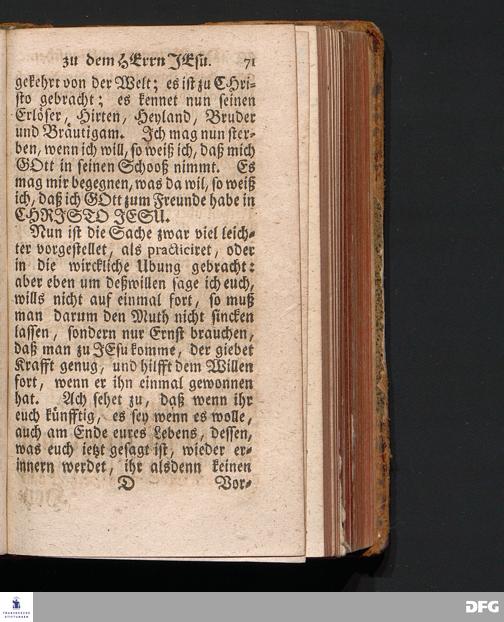 zu dem HErrn JEsu. 71
gekehrt von der Welt; es ist zu CHri-
sto gebracht; es kennet nun seinen
Erlöser, Hirten, Heyland, Bruder
und Bräutigam. Ich mag nun ster-
ben, wenn ich will, so weiß ich, daß mich
GOtt in seinen Schooß nimmt. Es
mag mir begegnen, was da wil, so weiß
ich, daß ich GOtt zum Freunde habe in
CHRISTO JESU.
Nun ist die Sache zwar viel leich-
ter vorgestellet, als practiciret, oder
in die wirckliche Ubung gebracht:
aber eben um deßwillen sage ich euch,
wills nicht auf einmal fort, so muß
man darum den Muth nicht sincken
lassen, sondern nur Ernst brauchen,
daß man zu JEsu komme, der giebet
Krafft genug, und hilfft dem Willen
fort, wenn er ihn einmal gewonnen
hat. Ach sehet zu, daß wenn ihr
euch künfftig, es sey wenn es wolle,
auch am Ende eures Lebens, dessen,
was euch ietzt gesagt ist, wieder er-
innern werdet, ihr alsdenn keinen
D Vor-
FRANCKESCHE
STIFTUNGEN
DFG